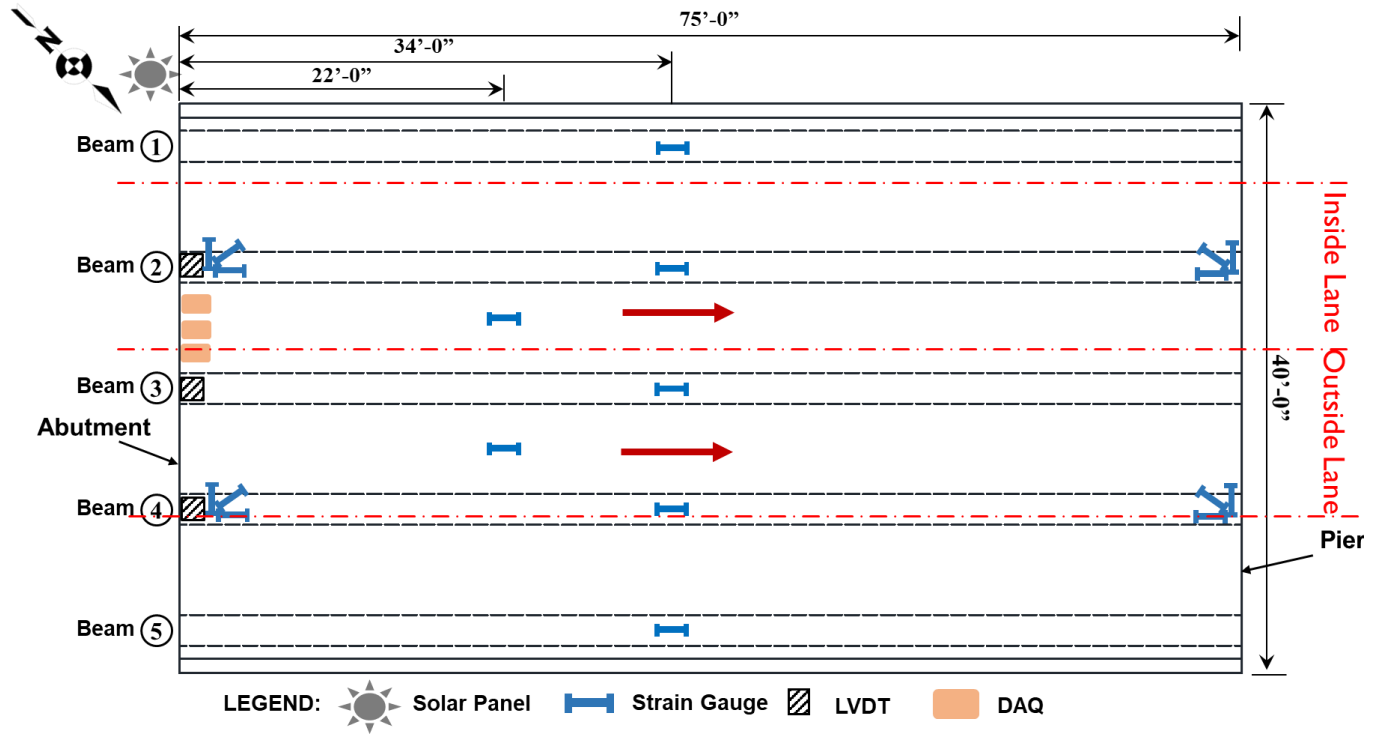 75’-0”
34’-0”
22’-0”
N
Beam 1
Beam 2
Beam 3
Beam 4
Beam 5
Inside Lane
Outside Lane
40’-0”
Abutment
Pier
LEGEND: Solar Panel Strain Gauge LVDT DAQ